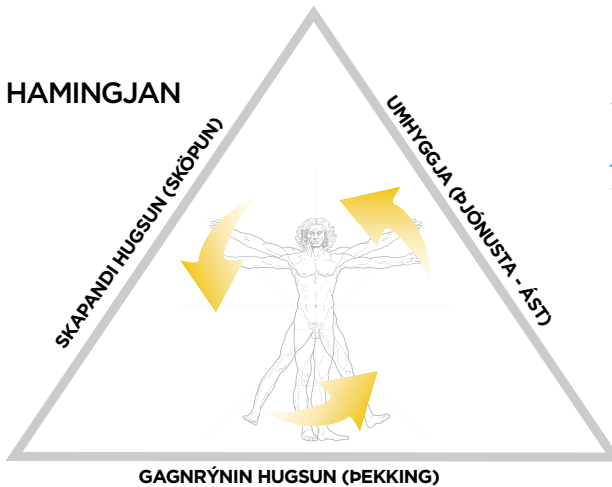 HAMINGJAN
SKAPANDI HUGSUN (SKÖPUN)
UMHYGGJA (ÞJÓNUSTA - ÁST)
GAGNRÝNIN HUGSUN (ÞEKKING)